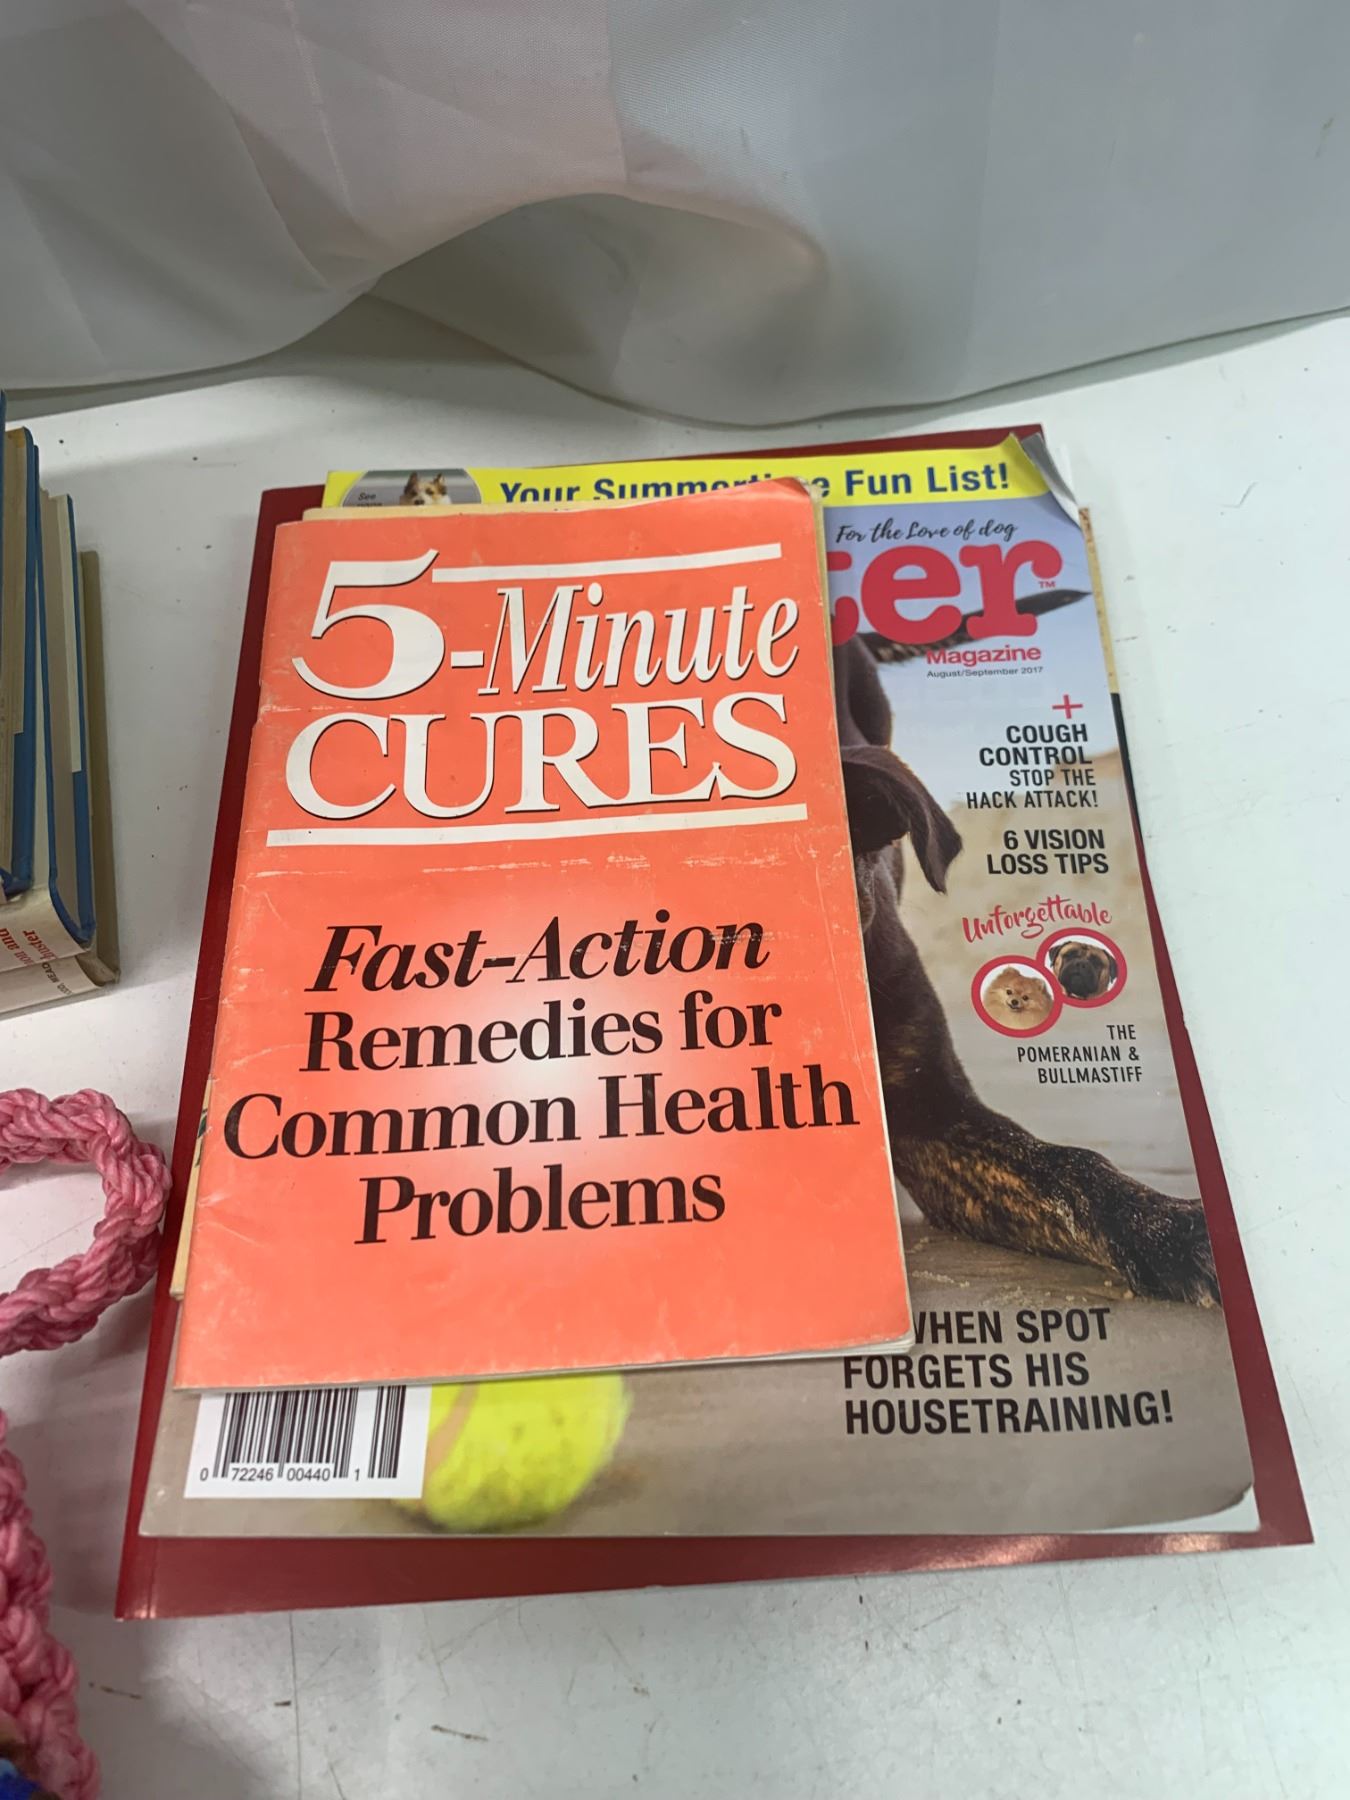 See
Your Fun List!
For the Love of dog
ter™
Magazine
August/September 2017
+
COUGH
CONTROL
STOP THE
HACK ATTACK!
6 VISION
LOSS TIPS
Unforgettable
THE
POMERANIAN &
BULLMASTIFF
WHEN SPOT
FORGETS HIS
HOUSETRAINING!
0 72246 00440 1
5-Minute
CURES
Fast-Action
Remedies for
Common Health
Problems